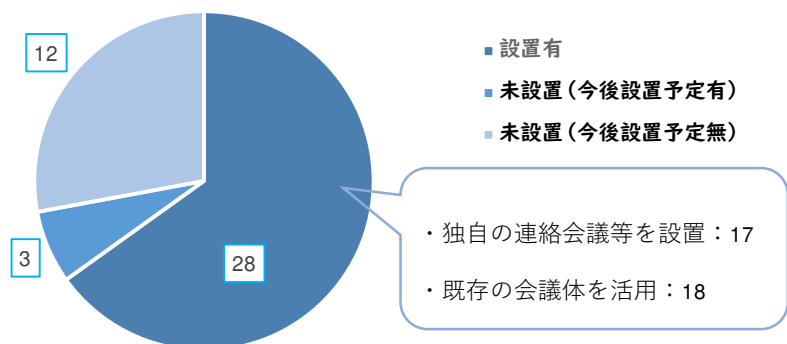 12
3
28
設置有
未設置(今後設置予定有)
未設置(今後設置予定無)
・独自の連絡会議等を設置：17
・既存の会議体を活用：18